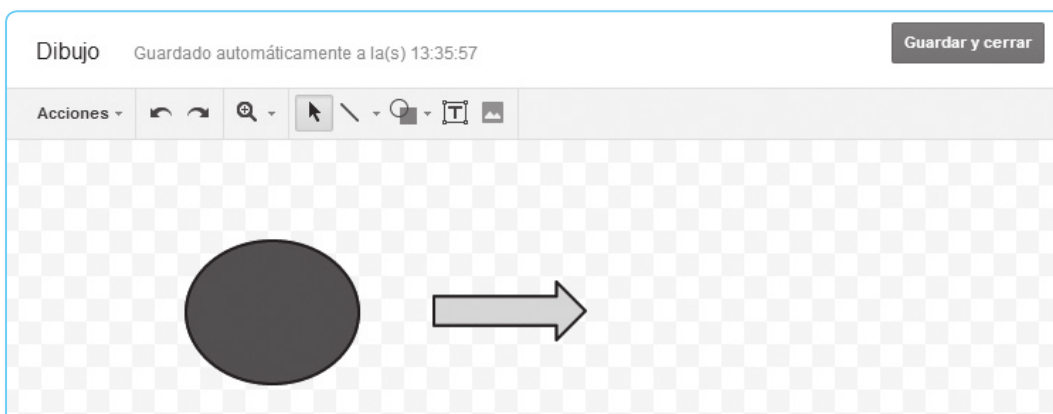 Dibujo Guardado automáticamente a la(s) 13:35:57 Guardar y cerrar
Acciones T